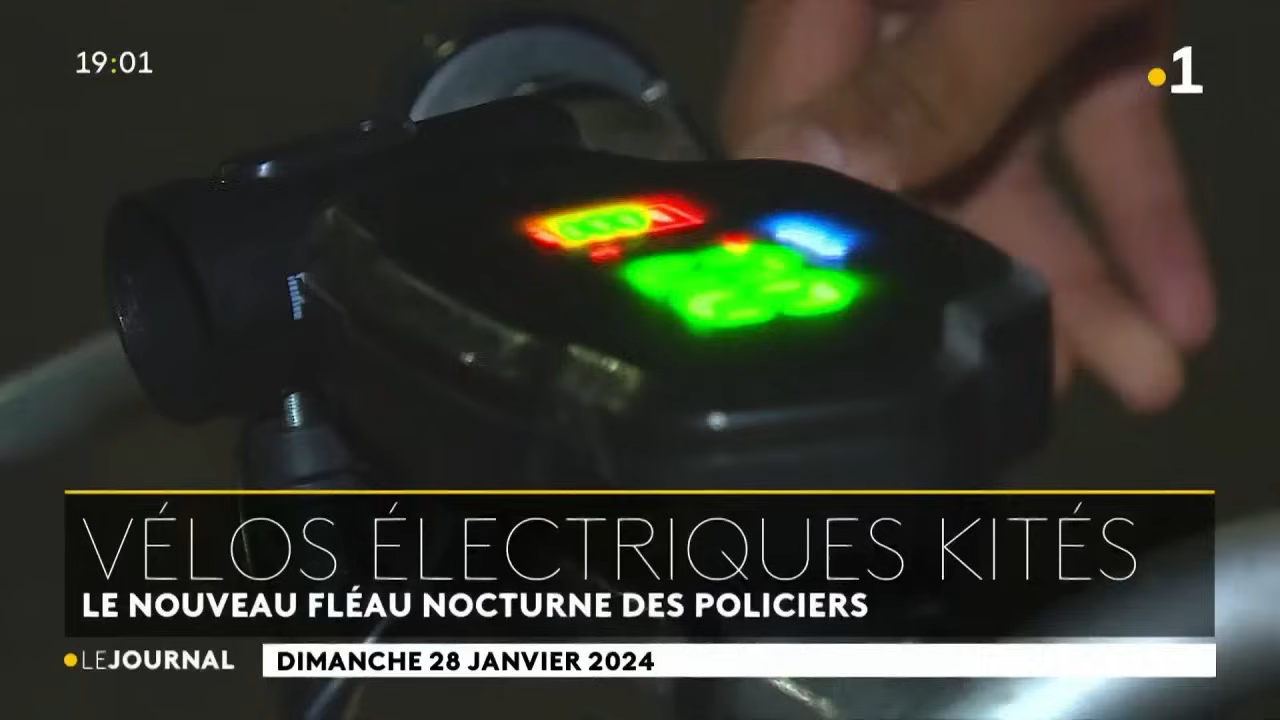 19:01
1
VÉLOS ÉLECTRIQUES KITÉS
LE NOUVEAU FLÉAU NOCTURNE DES POLICIERS
LEJOURNAL
DIMANCHE 28 JANVIER 2024